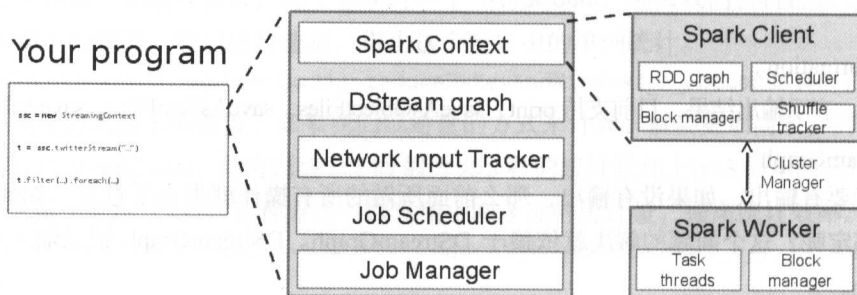 Your program
ssc = new StreamingContext
t = ssc.twitterStream("…")
t.filter(…).foreach(…)
Spark Context
DStream graph
Network Input Tracker
Job Scheduler
Job Manager
Spark Client
RDD graph
Scheduler
Block manager
Shuffle
tracker
Cluster
Manager
Spark Worker
Task
threads
Block
manager